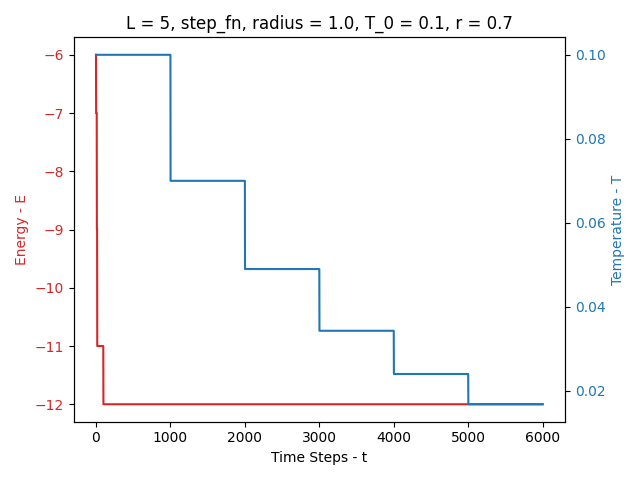 L = 5, step_fn, radius = 1.0, T_0 = 0.1, r = 0.7
Energy - E
−6
−7
−8
−9
−10
−11
−12
0.10
0.08
0.06
0.04
0.02
Temperature - T
0 1000 2000 3000 4000 5000 6000
Time Steps - t